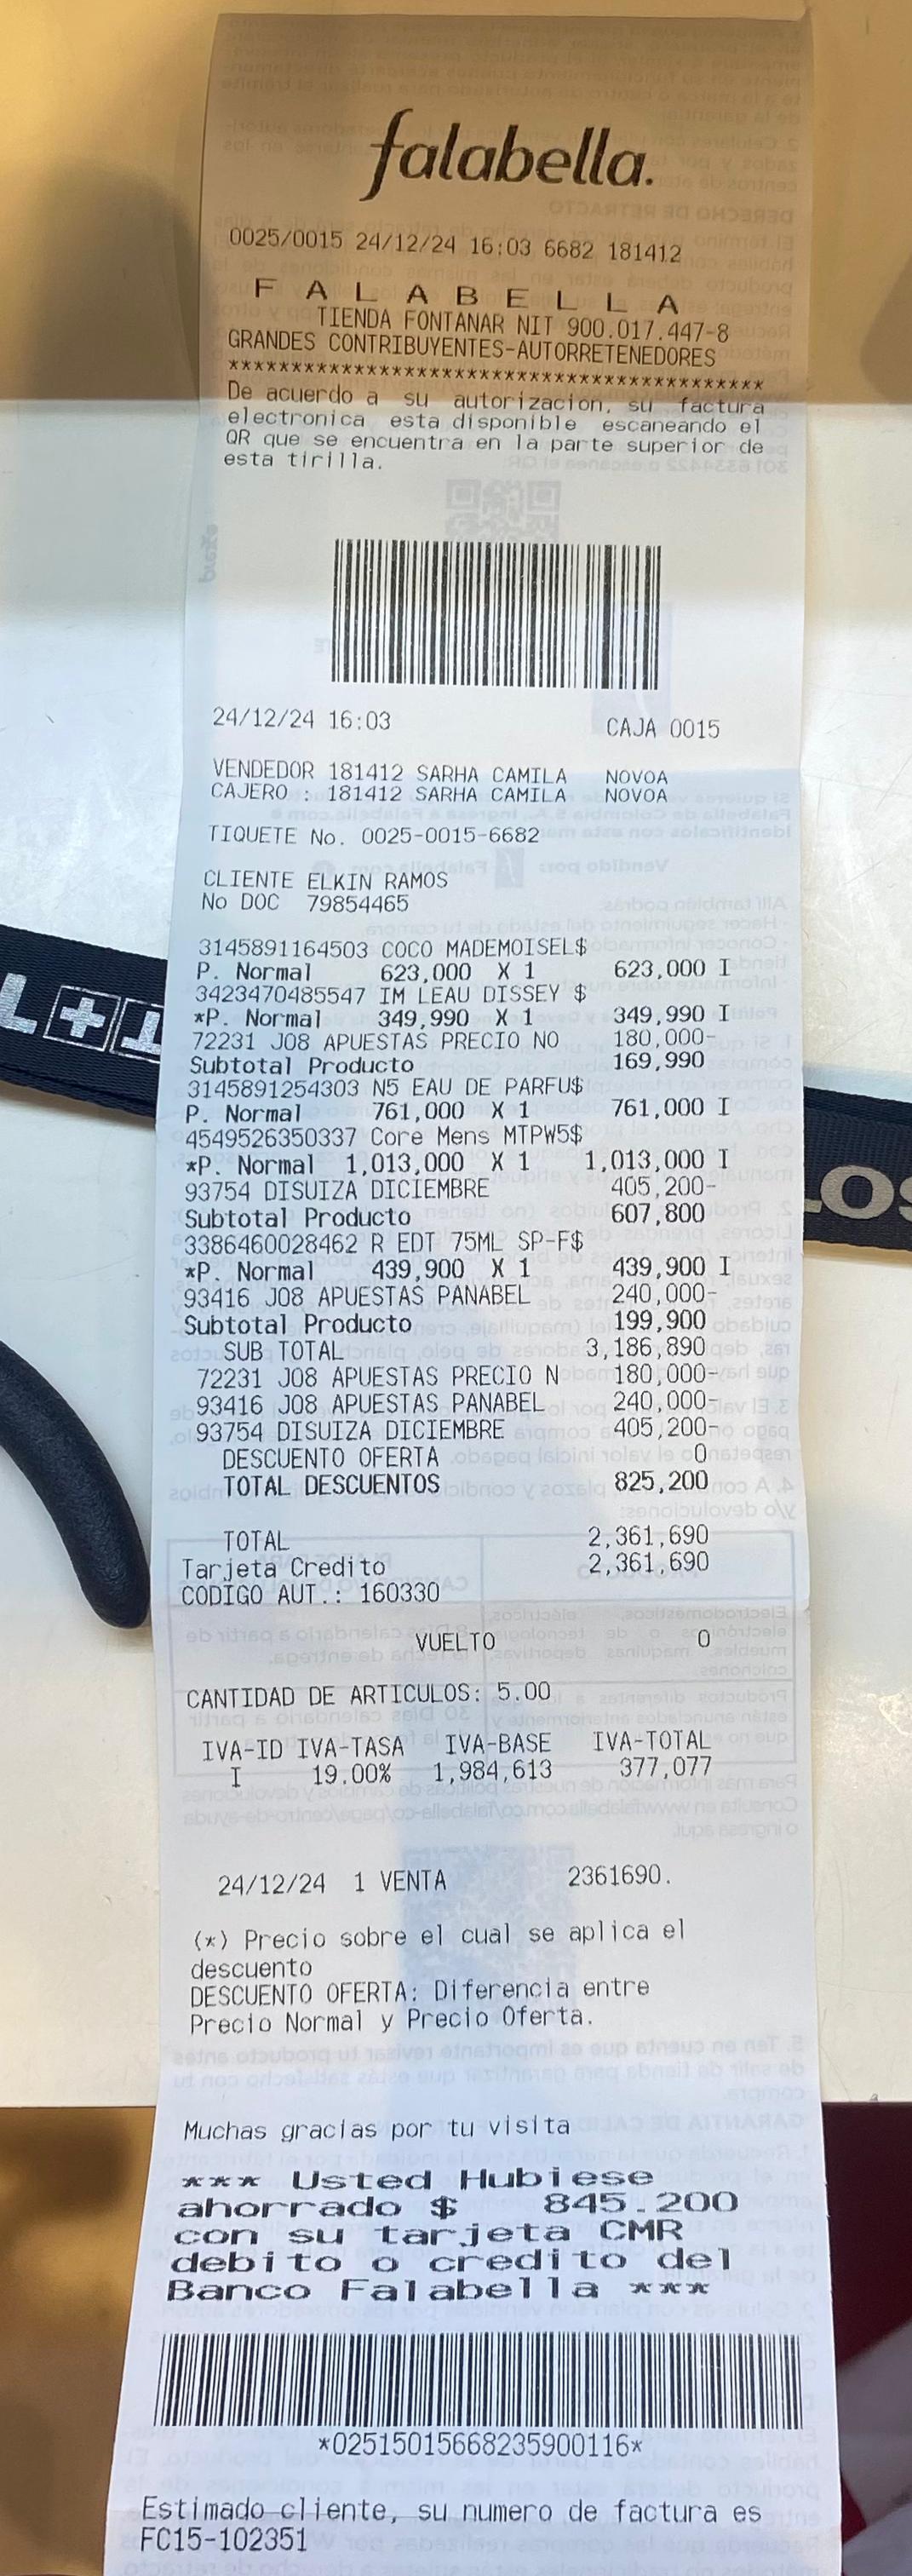 falabella.
0025/0015 24/12/24 16:03 6682 181412
F A L A B E L L A
TIENDA FONTANAR NIT 900.017.447-8
GRANDES CONTRIBUYENTES-AUTORRETENEDORES
******************************************
De acuerdo a su autorizacion, su factura
electronica esta disponible escaneando el
QR que se encuentra en la parte superior de
esta tirilla.
24/12/24 16:03 CAJA 0015
VENDEDOR 181412 SARHA CAMILA NOVOA
CAJERO : 181412 SARHA CAMILA NOVOA
TIQUETE No. 0025-0015-6682
CLIENTE ELKIN RAMOS
No DOC 79854465
3145891164503 COCO MADEMOISEL$
P. Normal 623,000 X 1 623,000 I
3423470485547 IM LEAU DISSEY $
*P. Normal 349,990 X 1 349,990 I
72231 J08 APUESTAS PRECIO NO 180,000-
Subtotal Producto 169,990
3145891254303 N5 EAU DE PARFU$
P. Normal 761,000 X 1 761,000 I
4549526350337 Core Mens MTPW5$
*P. Normal 1,013,000 X 1 1,013,000 I
93754 DISUIZA DICIEMBRE 405,200-
Subtotal Producto 607,800
3386460028462 R EDT 75ML SP-F$
*P. Normal 439,900 X 1 439,900 I
93416 J08 APUESTAS PANABEL 240,000-
Subtotal Producto 199,900
SUB TOTAL 3,186,890
72231 J08 APUESTAS PRECIO N 180,000-
93416 J08 APUESTAS PANABEL 240,000-
93754 DISUIZA DICIEMBRE 405,200-
DESCUENTO OFERTA 0
TOTAL DESCUENTOS 825,200
TOTAL 2,361,690
Tarjeta Credito 2,361,690
CODIGO AUT.: 160330
VUELTO 0
CANTIDAD DE ARTICULOS: 5.00
IVA-ID IVA-TASA IVA-BASE IVA-TOTAL
I 19.00% 1,984,613 377,077
24/12/24 1 VENTA 2361690.
(*) Precio sobre el cual se aplica el
descuento
DESCUENTO OFERTA: Diferencia entre
Precio Normal y Precio Oferta.
Muchas gracias por tu visita
*** Usted Hubiese
ahorrado $ 845,200
con su tarjeta CMR
debito o credito del
Banco Falabella ***
*02515015668235900116*
Estimado cliente, su numero de factura es
FC15-102351